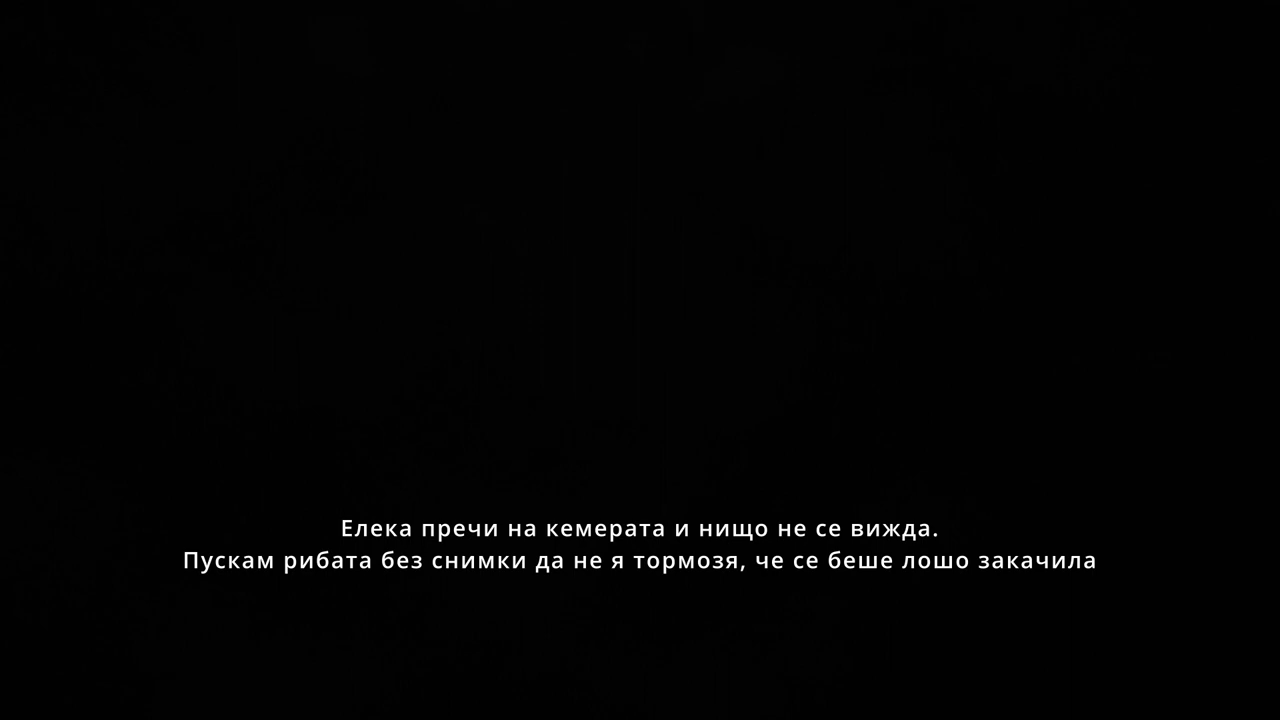 Елека пречи на кемерата и нищо не се вижда.
Пускам рибата без снимки да не я тормозя, че се беше лошо закачила